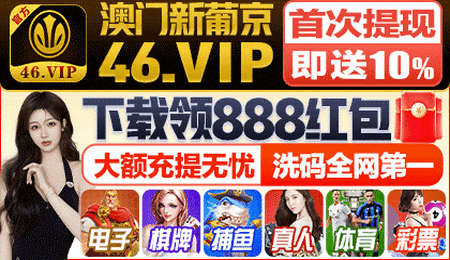 官方
46.VIP
澳门新葡京
46.VIP
首次提现
即送10%
下载领888红包
大额充提无忧 洗码全网第一
电子 棋牌 捕鱼 真人 体育 彩票